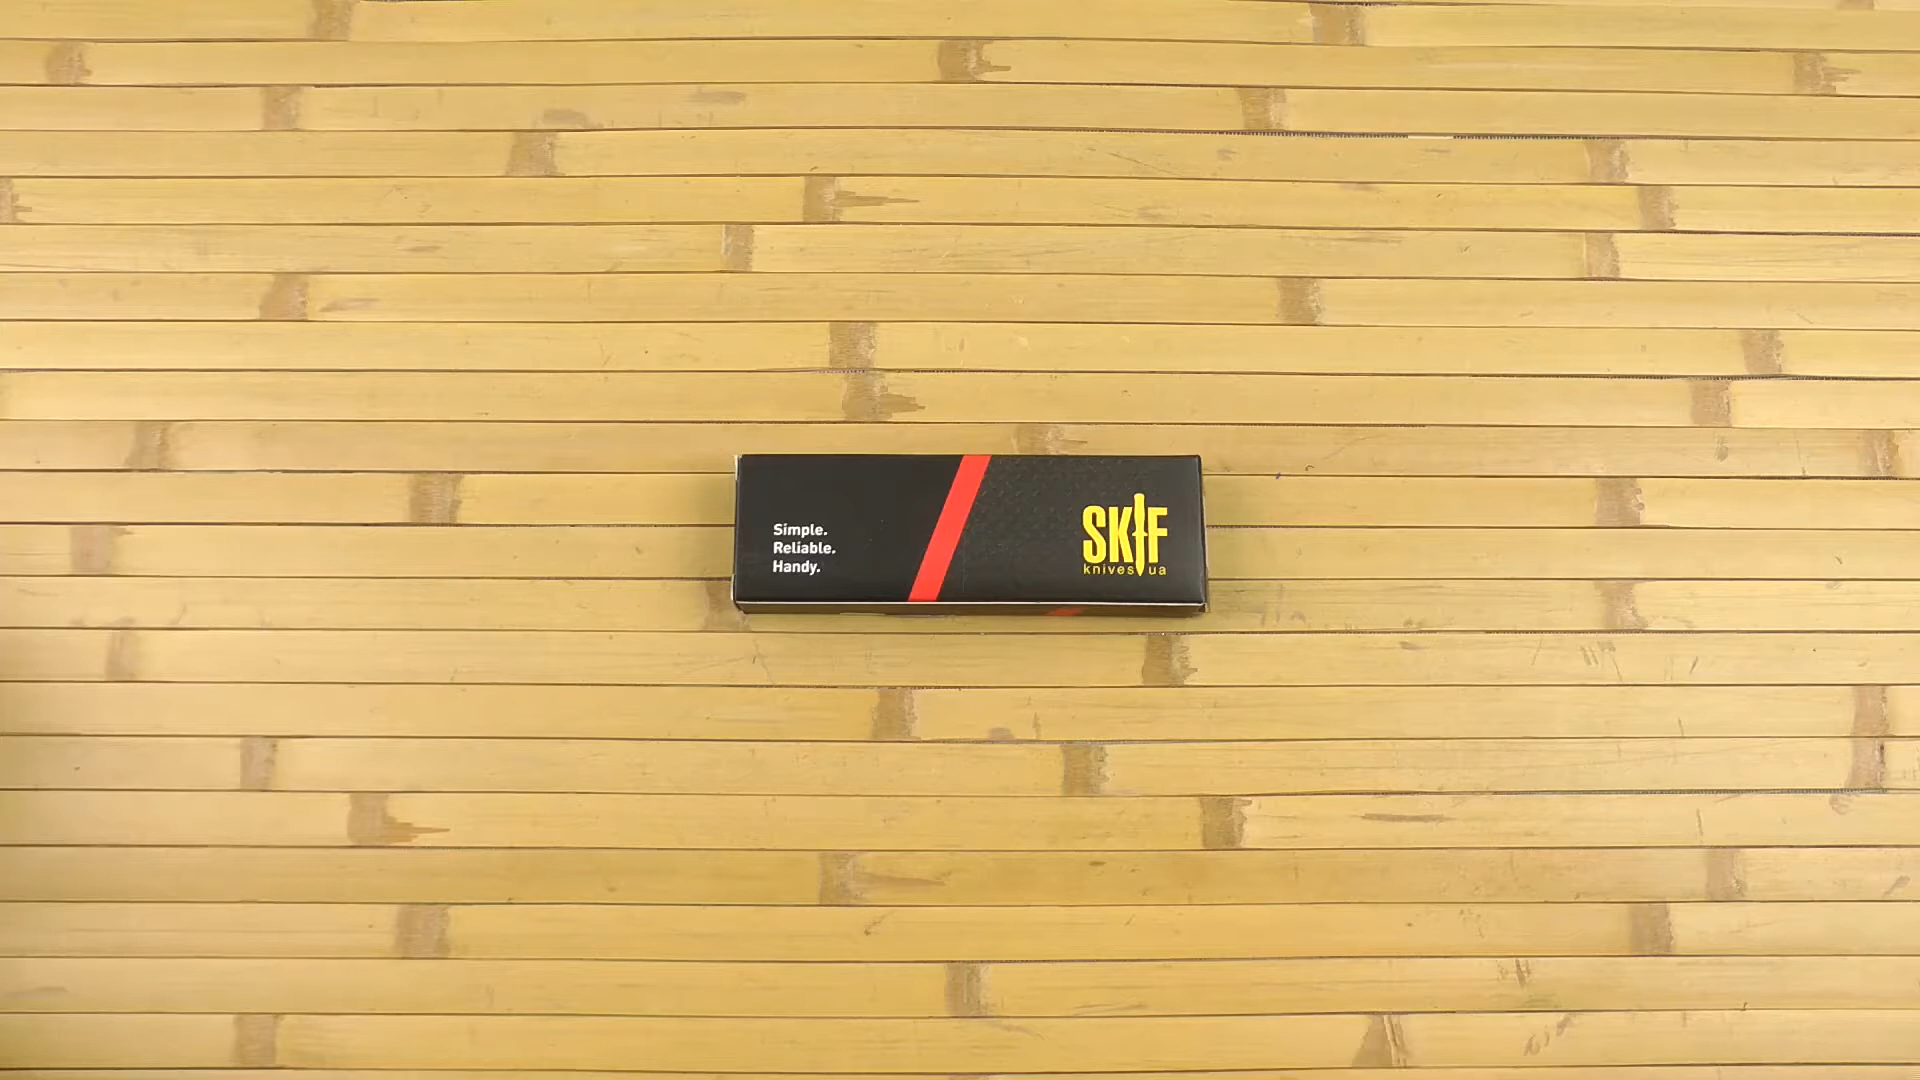 Simple.
Reliable.
Handy.
SKIF
knives ua